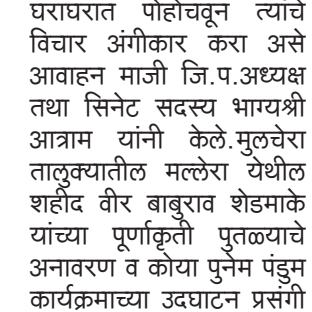 घराघरात पोहोचवून त्यांचे
विचार अंगीकार करा असे
आवाहन माजी जि.प.अध्यक्ष
तथा सिनेट सदस्य भाग्यश्री
आत्राम यांनी केले.मुलचेरा
तालुक्यातील मल्लेरा येथील
शहीद वीर बाबुराव शेडमाके
यांच्या पूर्णाकृती पुतळ्याचे
अनावरण व कोया पुनेम पंडुम
कार्यक्रमाच्या उदघाटन प्रसंगी